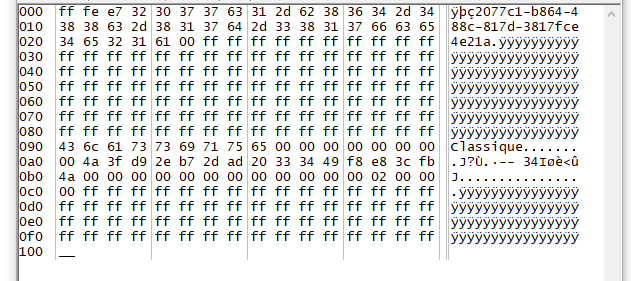 000 ff fe e7 32 30 37 37 63 31 2d 62 38 36 34 2d 34 ÿþç2077c1-b864-4
010 38 38 63 2d 38 31 37 64 2d 33 38 31 37 66 63 65 88c-817d-3817fce
020 34 65 32 31 61 00 ff ff ff ff ff ff ff ff ff ff 4e21a.ÿÿÿÿÿÿÿÿÿÿ
030 ff ff ff ff ff ff ff ff ff ff ff ff ff ff ff ff ÿÿÿÿÿÿÿÿÿÿÿÿÿÿÿÿ
040 ff ff ff ff ff ff ff ff ff ff ff ff ff ff ff ff ÿÿÿÿÿÿÿÿÿÿÿÿÿÿÿÿ
050 ff ff ff ff ff ff ff ff ff ff ff ff ff ff ff ff ÿÿÿÿÿÿÿÿÿÿÿÿÿÿÿÿ
060 ff ff ff ff ff ff ff ff ff ff ff ff ff ff ff ff ÿÿÿÿÿÿÿÿÿÿÿÿÿÿÿÿ
070 ff ff ff ff ff ff ff ff ff ff ff ff ff ff ff ff ÿÿÿÿÿÿÿÿÿÿÿÿÿÿÿÿ
080 ff ff ff ff ff ff ff ff ff ff ff ff ff ff ff ff ÿÿÿÿÿÿÿÿÿÿÿÿÿÿÿÿ
090 43 6c 61 73 73 69 71 75 65 00 00 00 00 00 00 00 Classique.......
0a0 00 4a 3f d9 2e b7 2d ad 20 33 34 49 f8 e8 3c fb .J?Ù.·-- 34Iøè<û
0b0 4a 00 00 00 00 00 00 00 00 00 00 00 00 02 00 00 J...............
0c0 00 ff ff ff ff ff ff ff ff ff ff ff ff ff ff ff .ÿÿÿÿÿÿÿÿÿÿÿÿÿÿÿ
0d0 ff ff ff ff ff ff ff ff ff ff ff ff ff ff ff ff ÿÿÿÿÿÿÿÿÿÿÿÿÿÿÿÿ
0e0 ff ff ff ff ff ff ff ff ff ff ff ff ff ff ff ff ÿÿÿÿÿÿÿÿÿÿÿÿÿÿÿÿ
0f0 ff ff ff ff ff ff ff ff ff ff ff ff ff ff ff ff ÿÿÿÿÿÿÿÿÿÿÿÿÿÿÿÿ
100 __